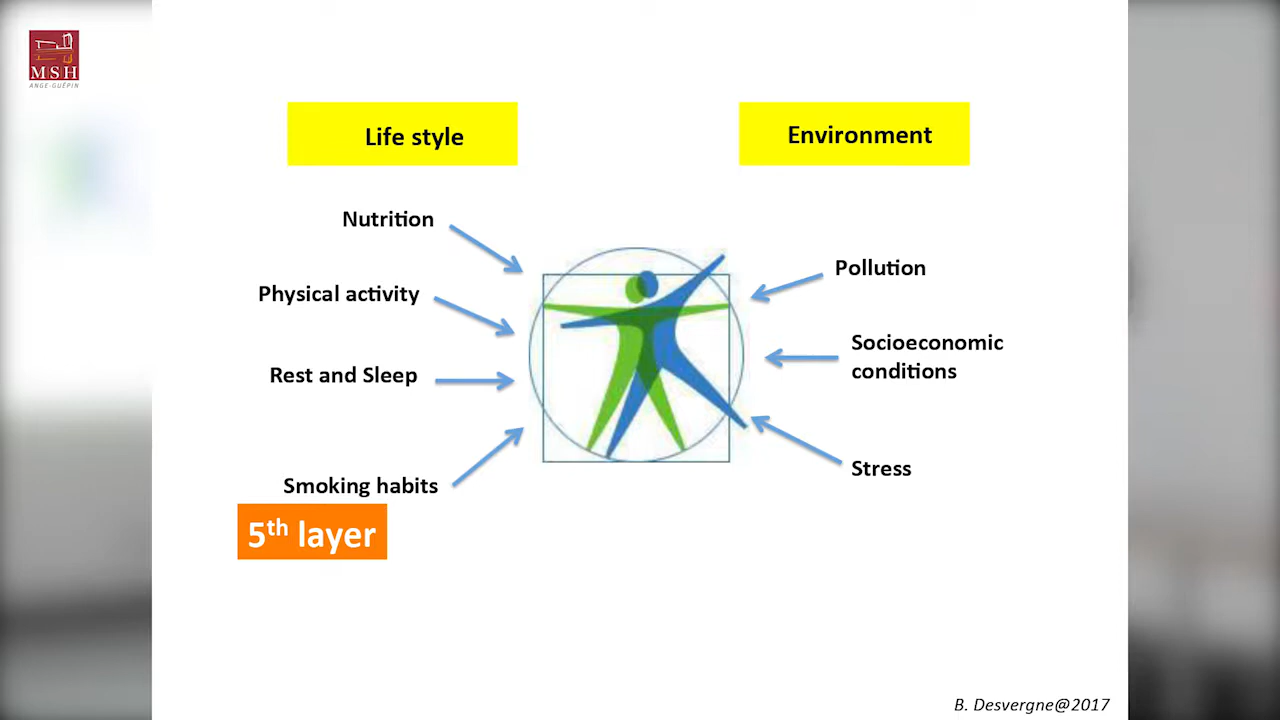 MSH
ANGE-GUÉPIN
Life style
Environment
Nutrition
Physical activity
Rest and Sleep
Smoking habits
Pollution
Socioeconomic
conditions
Stress
5th layer
B. Desvergne@2017